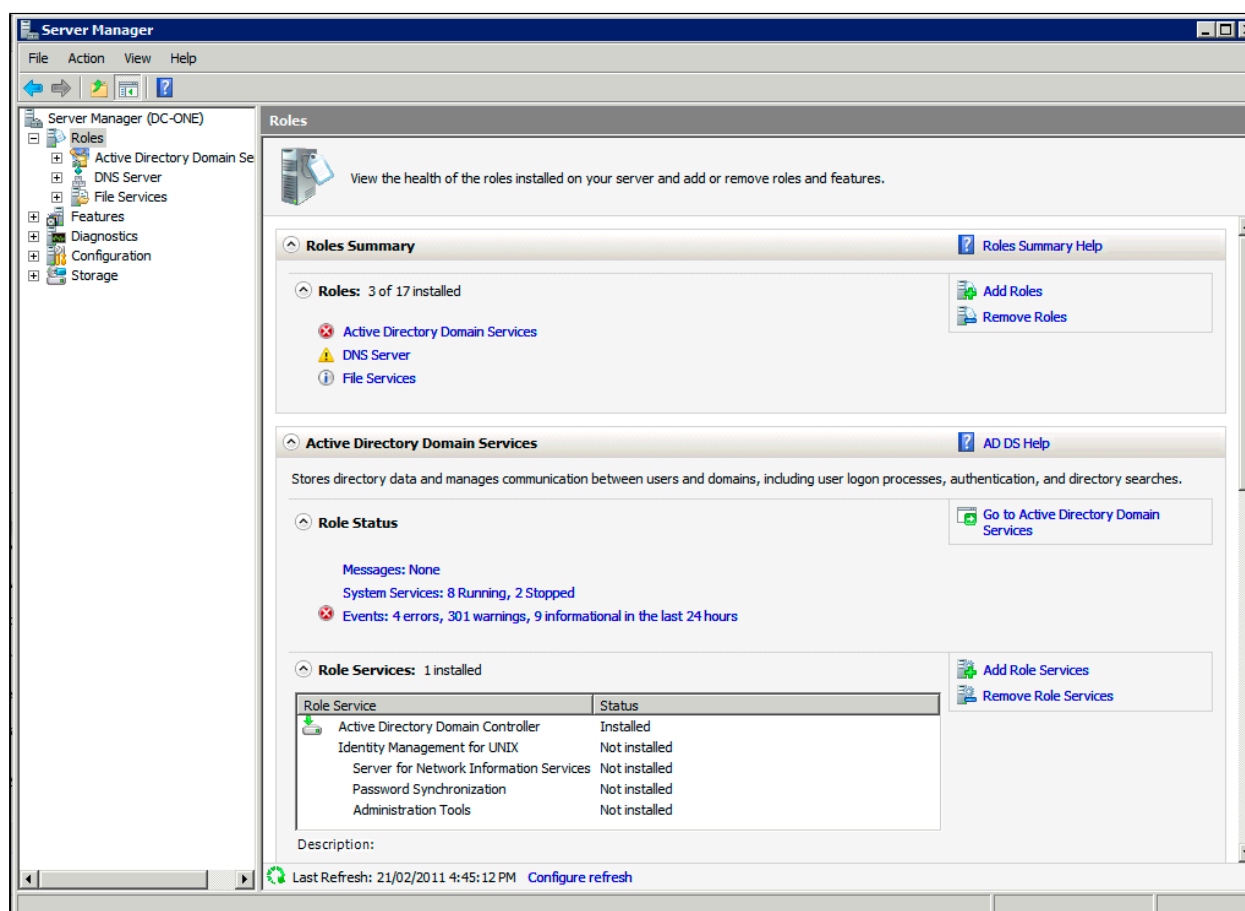 Server Manager
File Action View Help
Server Manager (DC-ONE)
Roles
Active Directory Domain Se
DNS Server
File Services
Features
Diagnostics
Configuration
Storage
Roles
View the health of the roles installed on your server and add or remove roles and features.
Roles Summary
Roles Summary Help
Roles: 3 of 17 installed
Add Roles
Remove Roles
Active Directory Domain Services
DNS Server
File Services
Active Directory Domain Services
AD DS Help
Stores directory data and manages communication between users and domains, including user logon processes, authentication, and directory searches.
Role Status
Go to Active Directory Domain
Services
Messages: None
System Services: 8 Running, 2 Stopped
Events: 4 errors, 301 warnings, 9 informational in the last 24 hours
Role Services: 1 installed
Add Role Services
Remove Role Services
Role Service Status
Active Directory Domain Controller Installed
Identity Management for UNIX Not installed
Server for Network Information Services Not installed
Password Synchronization Not installed
Administration Tools Not installed
Description:
Last Refresh: 21/02/2011 4:45:12 PM Configure refresh